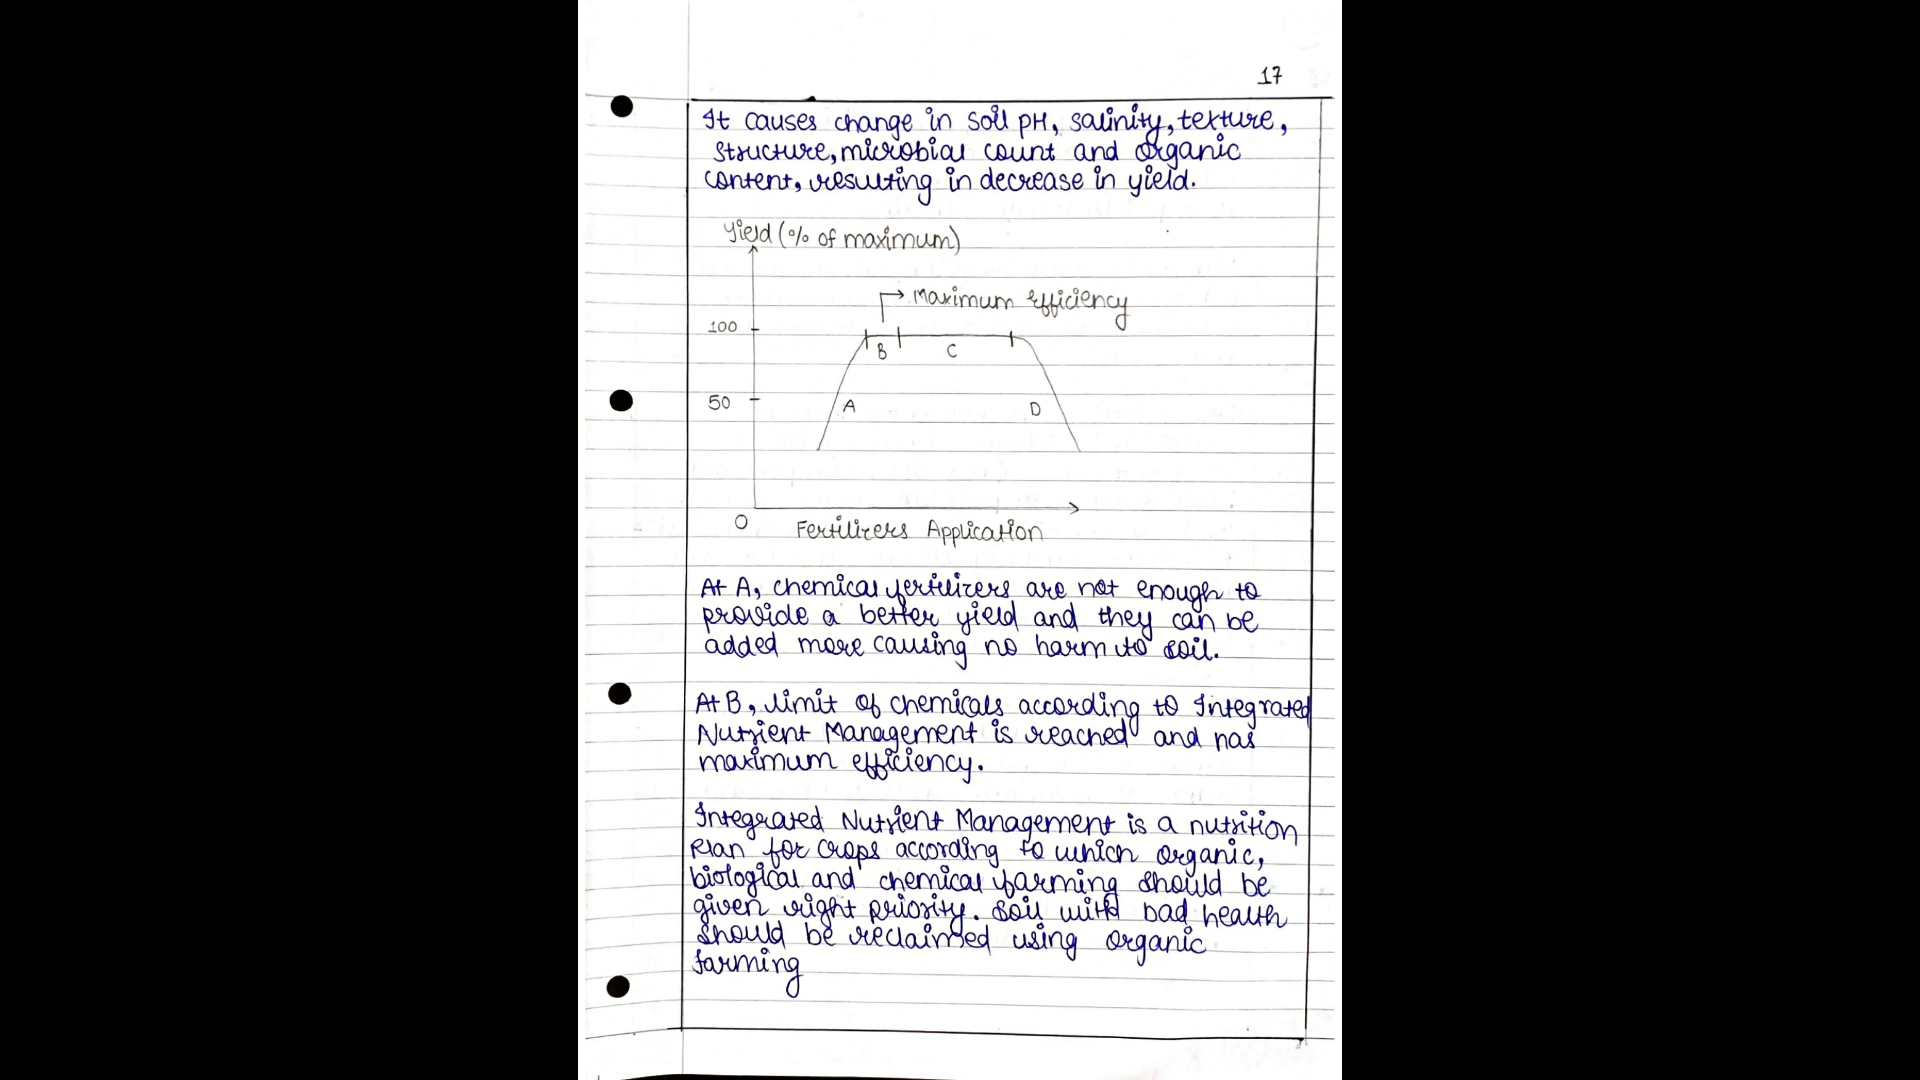 17
It causes change in soil pH, salinity, texture,
structure, microbial count and organic
content, resulting in decrease in yield.
Yield (% of maximum)
Maximum efficiency
100
B
C
50
A
D
0
Fertilizers Application
At A, chemical fertilizers are not enough to
provide a better yield and they can be
added more causing no harm to soil.
At B, limit of chemicals according to Integrated
Nutrient Management is reached and has
maximum efficiency.
Integrated Nutrient Management is a nutrition
plan for crops according to which organic,
biological and chemical farming should be
given right priority. Soil with bad health
should be reclaimed using organic
farming